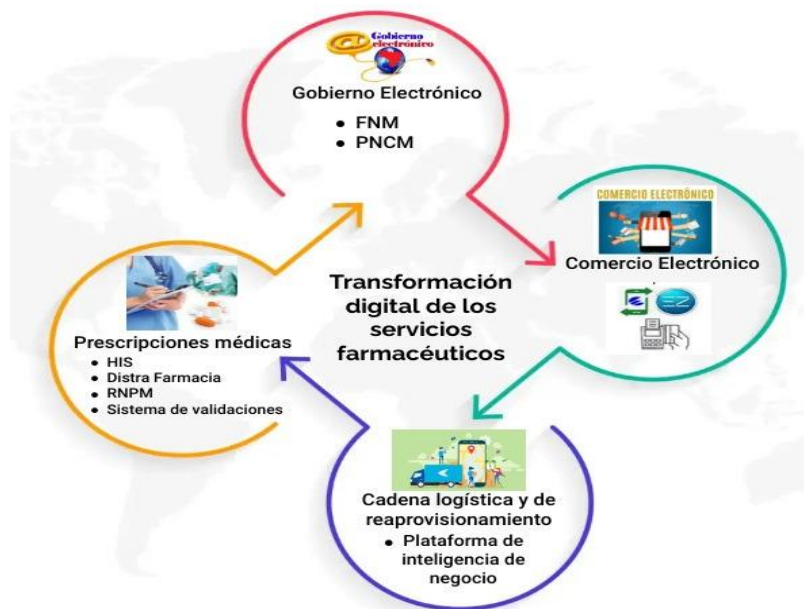 Gobierno
electrónico
Gobierno Electrónico
• FNM
• PNCM
COMERCIO ELECTRÓNICO
Comercio Electrónico
EZ
Transformación
digital de los
servicios
farmacéuticos
Prescripciones médicas
• HIS
• Distra Farmacia
• RNPM
• Sistema de validaciones
Cadena logística y de
reaprovisionamiento
• Plataforma de
inteligencia de
negocio